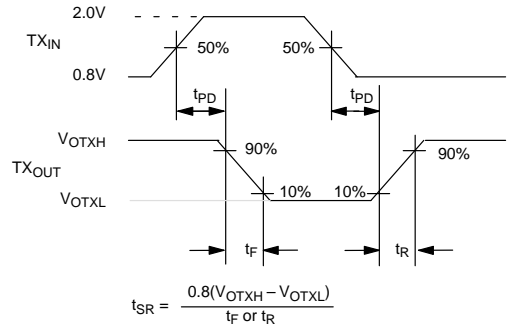 2.0V
TX_IN
50%
50%
0.8V
t_PD
t_PD
V_OTXH
90%
90%
TX_OUT
10%
10%
V_OTXL
t_F
t_R
t_SR = 0.8(V_OTXH – V_OTXL)
t_F or t_R